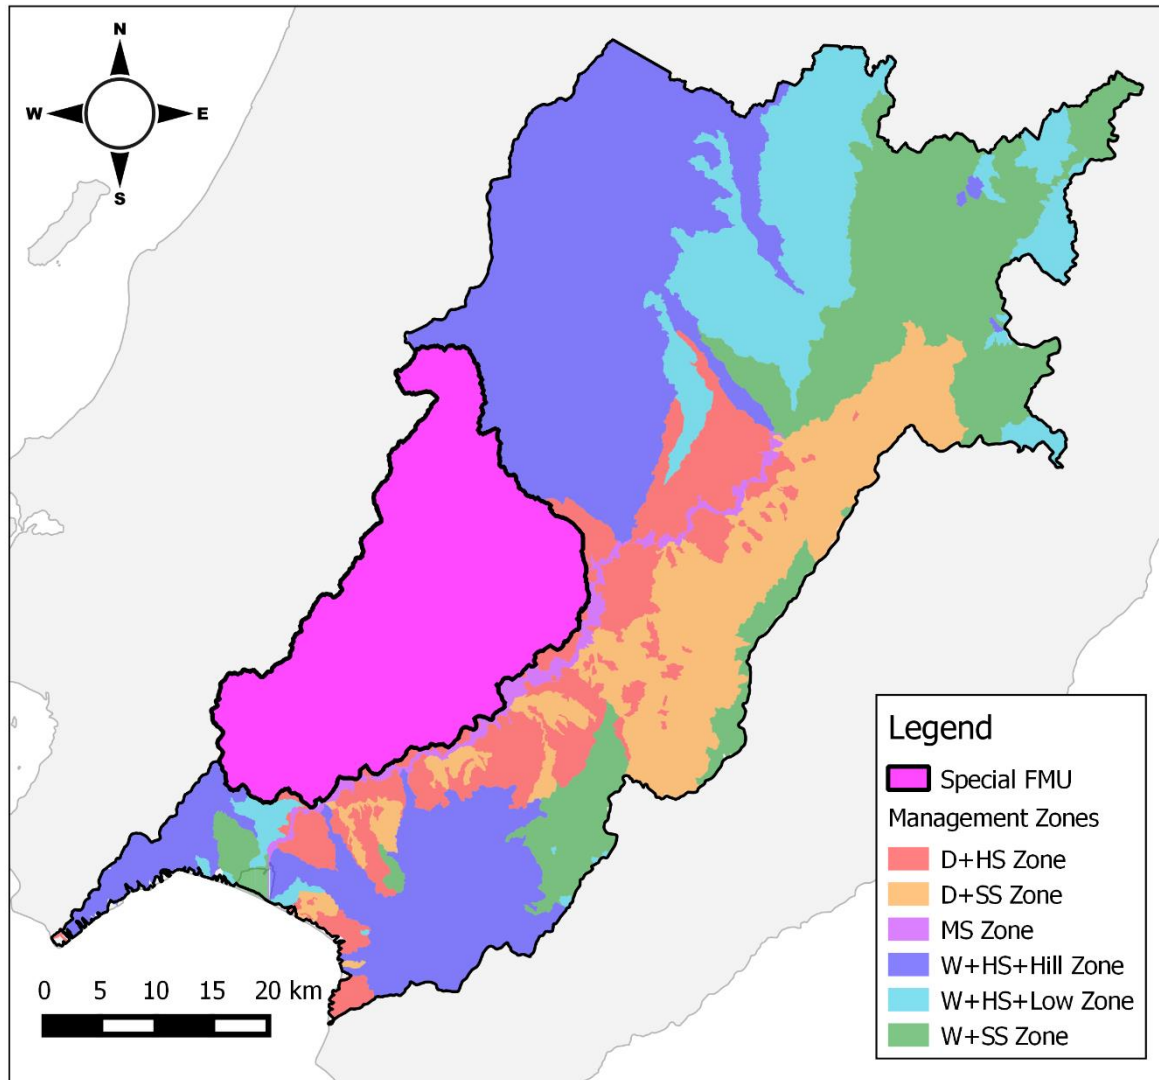 N
W E
S
Legend
Special FMU
Management Zones
D+HS Zone
D+SS Zone
MS Zone
W+HS+Hill Zone
W+HS+Low Zone
W+SS Zone
0 5 10 15 20 km